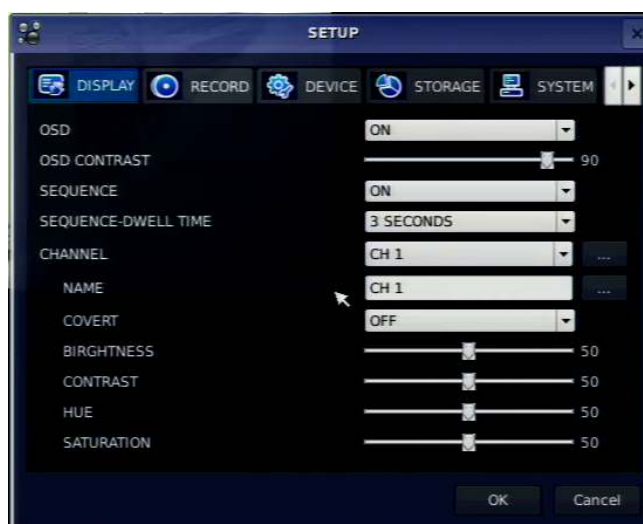 SETUP
DISPLAY RECORD DEVICE STORAGE SYSTEM
OSD ON
OSD CONTRAST 90
SEQUENCE ON
SEQUENCE-DWELL TIME 3 SECONDS
CHANNEL CH 1 ...
NAME CH 1 ...
COVERT OFF
BIRGHTNESS 50
CONTRAST 50
HUE 50
SATURATION 50
OK Cancel